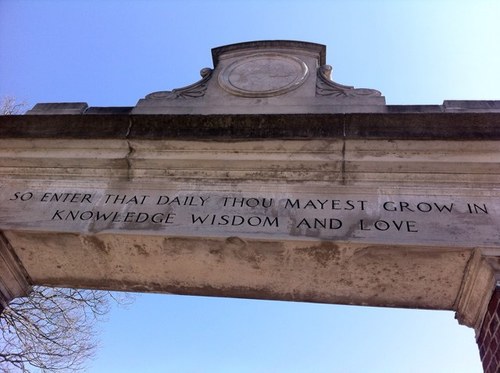 SO ENTER THAT DAILY THOU MAYEST GROW IN
KNOWLEDGE WISDOM AND LOVE